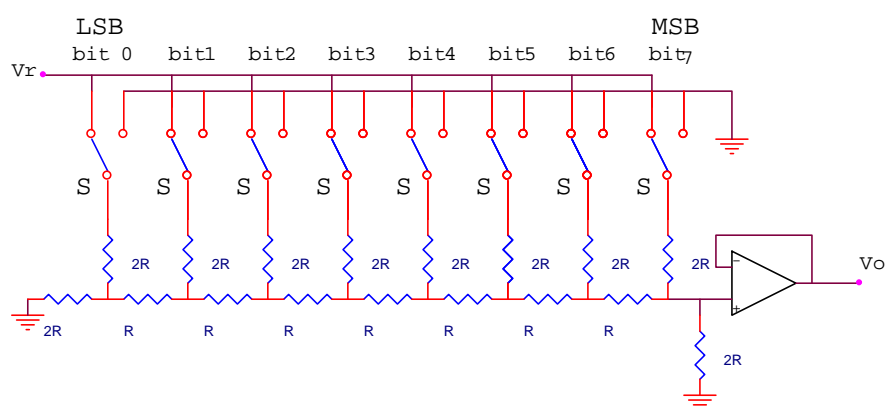 LSB MSB
bit 0 bit1 bit2 bit3 bit4 bit5 bit6 bit7
Vr
S S S S S S S S
2R 2R 2R 2R 2R 2R 2R 2R
Vo
- 
+
2R R R R R R R R
2R